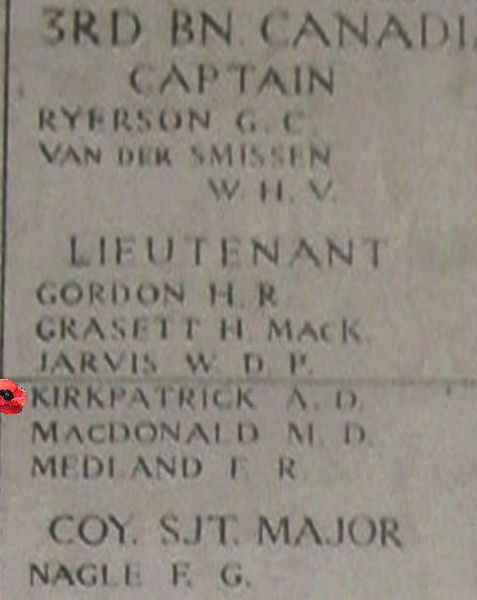 3RD BN. CANADI
CAPTAIN
RYERSON G. C.
VAN DER SMISSEN
W. H. V.
LIEUTENANT
GORDON H. R.
GRASETT H. MACK.
JARVIS W. D. P.
KIRKPATRICK A. D.
MACDONALD M. D.
MEDLAND F. R.
COY. SJT. MAJOR
NAGLE F. G.